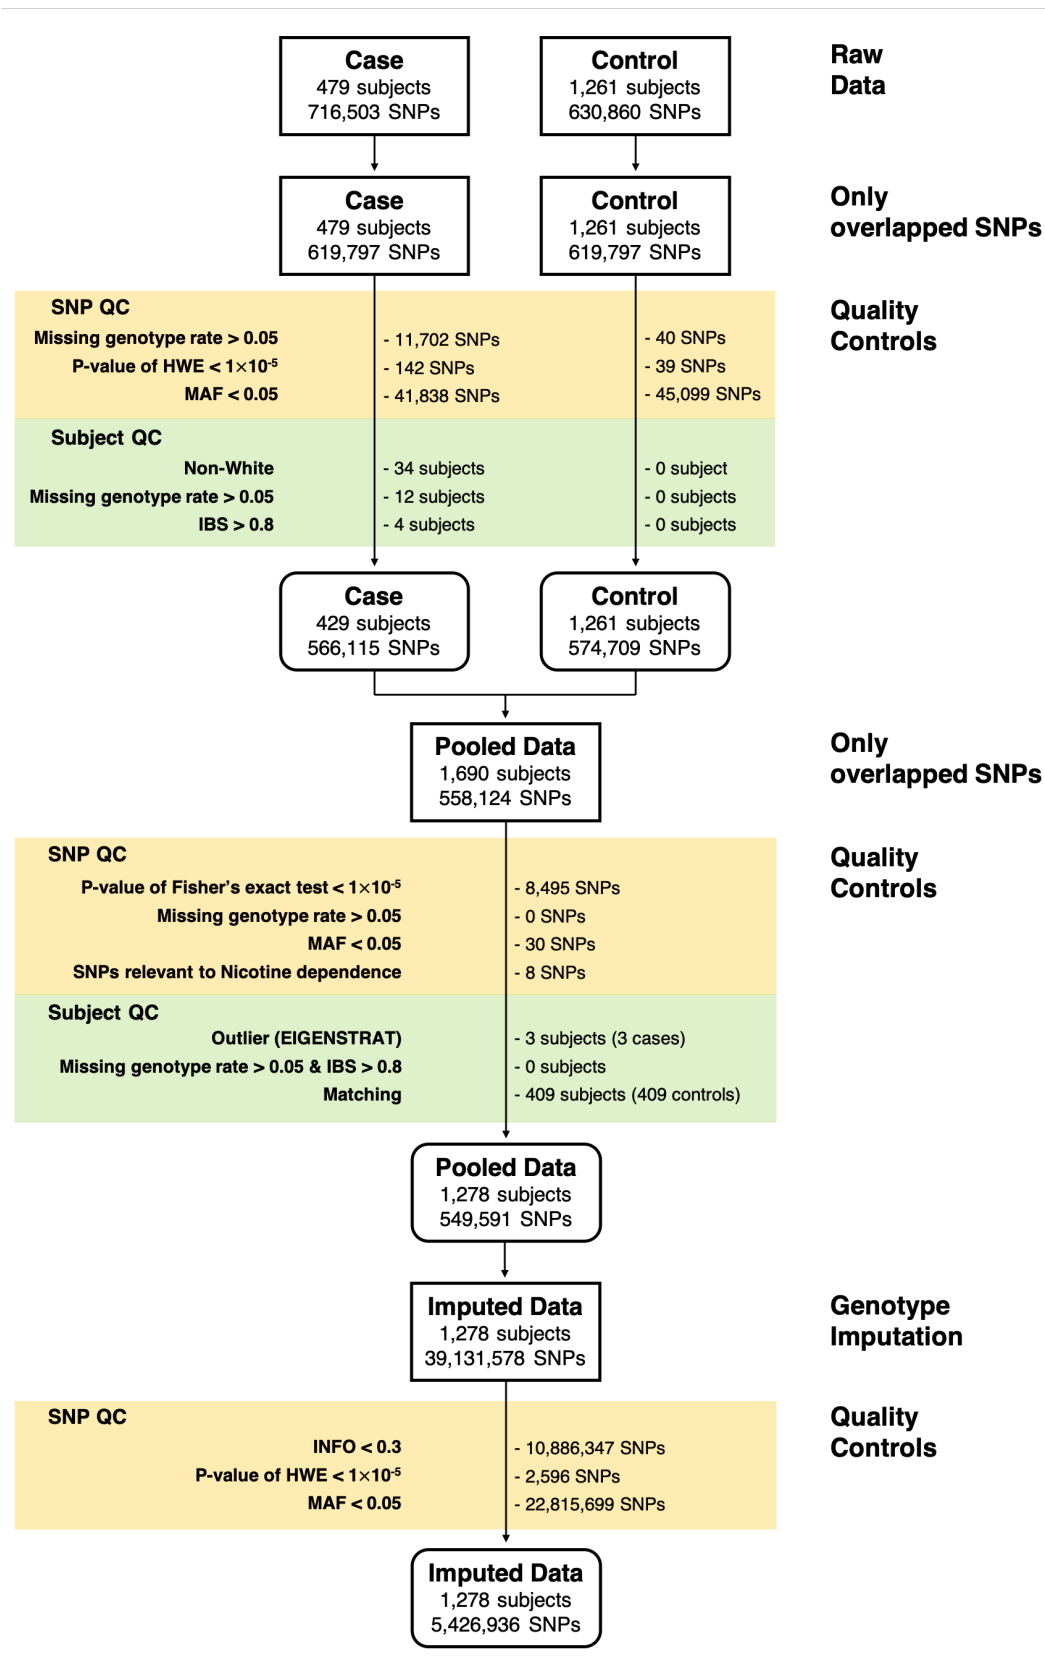 Case
479 subjects
716,503 SNPs
Control
1,261 subjects
630,860 SNPs
Raw
Data
Case
479 subjects
619,797 SNPs
Control
1,261 subjects
619,797 SNPs
Only
overlapped SNPs
SNP QC
Missing genotype rate > 0.05 - 11,702 SNPs - 40 SNPs
P-value of HWE < 1×10⁻⁵ - 142 SNPs - 39 SNPs
MAF < 0.05 - 41,838 SNPs - 45,099 SNPs
Quality
Controls
Subject QC
Non-White - 34 subjects - 0 subject
Missing genotype rate > 0.05 - 12 subjects - 0 subjects
IBS > 0.8 - 4 subjects - 0 subjects
Case
429 subjects
566,115 SNPs
Control
1,261 subjects
574,709 SNPs
Pooled Data
1,690 subjects
558,124 SNPs
Only
overlapped SNPs
SNP QC
P-value of Fisher's exact test < 1×10⁻⁵ - 8,495 SNPs
Missing genotype rate > 0.05 - 0 SNPs
MAF < 0.05 - 30 SNPs
SNPs relevant to Nicotine dependence - 8 SNPs
Quality
Controls
Subject QC
Outlier (EIGENSTRAT) - 3 subjects (3 cases)
Missing genotype rate > 0.05 & IBS > 0.8 - 0 subjects
Matching - 409 subjects (409 controls)
Pooled Data
1,278 subjects
549,591 SNPs
Imputed Data
1,278 subjects
39,131,578 SNPs
Genotype
Imputation
SNP QC
INFO < 0.3 - 10,886,347 SNPs
P-value of HWE < 1×10⁻⁵ - 2,596 SNPs
MAF < 0.05 - 22,815,699 SNPs
Quality
Controls
Imputed Data
1,278 subjects
5,426,936 SNPs